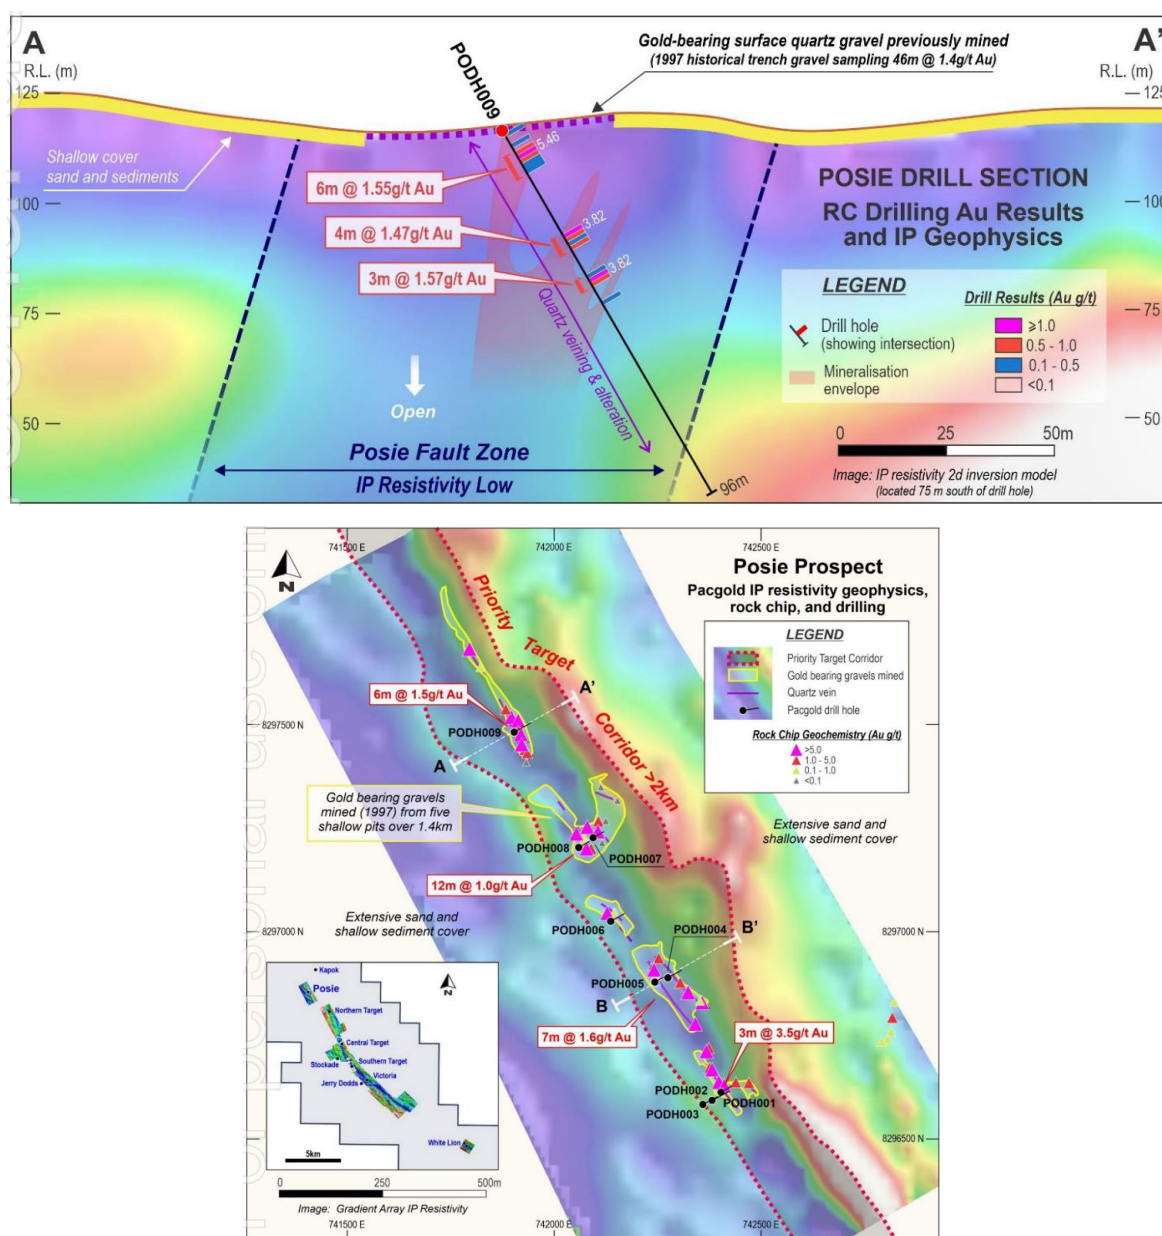 A
A'
R.L. (m)
R.L. (m)
PODH009
Gold-bearing surface quartz gravel previously mined
(1997 historical trench gravel sampling 46m @ 1.4g/t Au)
125
125
100
100
75
75
50
50
Shallow cover
sand and sediments
5.46
3.82
3.82
6m @ 1.55g/t Au
4m @ 1.47g/t Au
3m @ 1.57g/t Au
Quartz veining & alteration
Open
Posie Fault Zone
IP Resistivity Low
96m
POSIE DRILL SECTION
RC Drilling Au Results
and IP Geophysics
LEGEND
Drill hole
(showing intersection)
Mineralisation
envelope
Drill Results (Au g/t)
≥1.0
0.5 - 1.0
0.1 - 0.5
<0.1
0 25 50m
Image: IP resistivity 2d inversion model
(located 75 m south of drill hole)
741500 E
742000 E
742500 E
N
Posie Prospect
Pacgold IP resistivity geophysics,
rock chip, and drilling
LEGEND
Priority Target Corridor
Gold bearing gravels mined
Quartz vein
Pacgold drill hole
Rock Chip Geochemistry (Au g/t)
>5.0
1.0 - 5.0
0.1 - 1.0
<0.1
Priority
Target
Corridor >2km
A'
6m @ 1.5g/t Au
8297500 N
8297500 N
PODH009
A
Gold bearing gravels
mined (1997) from five
shallow pits over 1.4km
Extensive sand and
shallow sediment cover
PODH008
PODH007
12m @ 1.0g/t Au
Extensive sand and
shallow sediment cover
PODH006
PODH004
B'
8297000 N
8297000 N
PODH005
B
7m @ 1.6g/t Au
3m @ 3.5g/t Au
PODH002
PODH001
PODH003
8296500 N
Kapok
N
Posie
Northern Target
Central Target
Stockade
Southern Target
Victoria
Jerry Dodds
White Lion
5km
0 250 500m
Image: Gradient Array IP Resistivity
741500 E
742000 E
742500 E